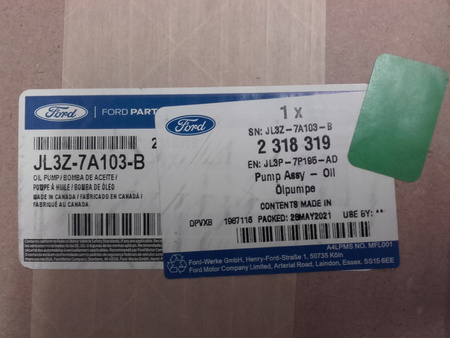 Ford
FORD PARTS
JL3Z-7A103-B
OIL PUMP / BOMBA DE ACEITE /
POMPE À HUILE / BOMBA DE ÓLEO
MADE IN CANADA / FABRICADO EN CANADA /
FABRIQUÉ AU CANADA
Ford
1 x
SN: JL3Z-7A103-B
2 318 319
EN: JL3P-7P195-AD
Pump Assy - Oil
Ölpumpe
CONTENTS MADE IN
DPVXB 1967116 PACKED: 26MAY2021 USE BY: **
A4LPMS NO. MFL001
Ford-Werke GmbH, Henry-Ford-Straße 1, 50735 Köln
Ford Motor Company Limited, Arterial Road, Laindon, Essex. SS15 6EE